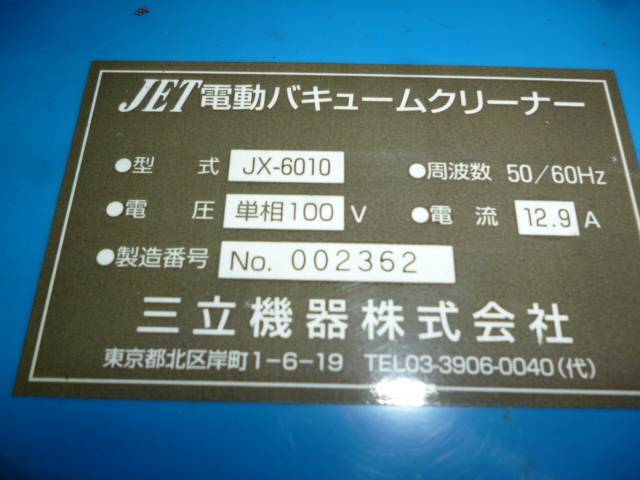 JET電動バキュームクリーナー
●型 式 JX-6010 ●周波数 50/60Hz
●電 圧 単相100 V ●電 流 12.9 A
●製造番号 No. 002362
三立機器株式会社
東京都北区岸町1-6-19 TEL03-3906-0040(代)